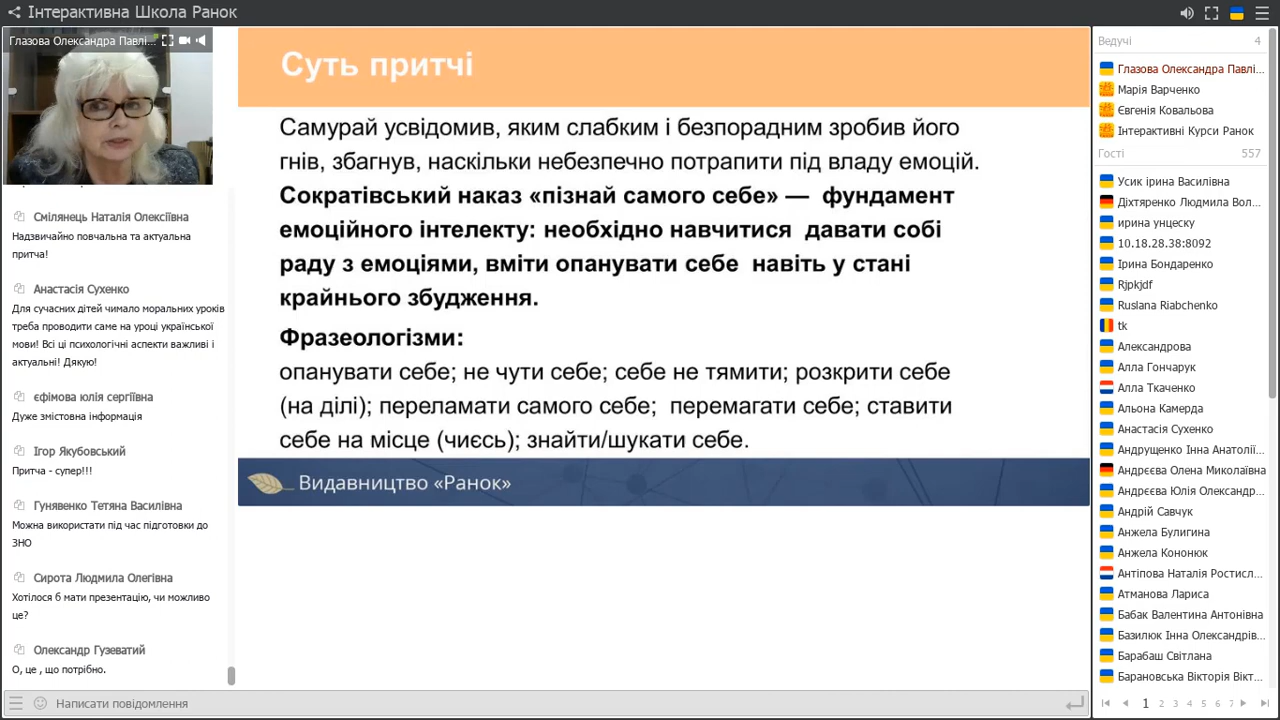 Інтерактивна Школа Ранок
Глазова Олександра Павлі...
Смілянець Наталія Олексіївна
Надзвичайно повчальна та актуальна
притча!
Анастасія Сухенко
Для сучасних дітей чимало моральних уроків
треба проводити саме на уроці української
мови! Всі ці психологічні аспекти важливі і
актуальні! Дякую!
єфімова юлія сергіївна
Дуже змістовна інформація
Ігор Якубовський
Притча - супер!!!
Гунявенко Тетяна Василівна
Можна використати під час підготовки до
ЗНО
Сирота Людмила Олегівна
Хотілося б мати презентацію, чи можливо
це?
Олександр Гузеватий
О, це , що потрібно.
Написати повідомлення
Суть притчі
Самурай усвідомив, яким слабким і безпорадним зробив його
гнів, збагнув, наскільки небезпечно потрапити під владу емоцій.
Сократівський наказ «пізнай самого себе» — фундамент
емоційного інтелекту: необхідно навчитися давати собі
раду з емоціями, вміти опанувати себе навіть у стані
крайнього збудження.
Фразеологізми:
опанувати себе; не чути себе; себе не тямити; розкрити себе
(на ділі); переламати самого себе; перемагати себе; ставити
себе на місце (чиєсь); знайти/шукати себе.
Видавництво «Ранок»
Ведучі 4
Глазова Олександра Павлі...
Марія Варченко
Євгенія Ковальова
Інтерактивні Курси Ранок
Гості 557
Усик ірина Василівна
Діхтяренко Людмила Вол...
ирина унцеску
10.18.28.38:8092
Ірина Бондаренко
Rjpkjdf
Ruslana Riabchenko
tk
Александрова
Алла Гончарук
Алла Ткаченко
Альона Камерда
Анастасія Сухенко
Андрущенко Інна Анатолії...
Андрєєва Олена Миколаївна
Андрєєва Юлія Олександр...
Андрій Савчук
Анжела Булигина
Анжела Кононюк
Антіпова Наталія Ростисл...
Атманова Лариса
Бабак Валентина Антонівна
Базилюк Інна Олександрів...
Барабаш Світлана
Барановська Вікторія Вікт...
1 2 3 4 5 6 7